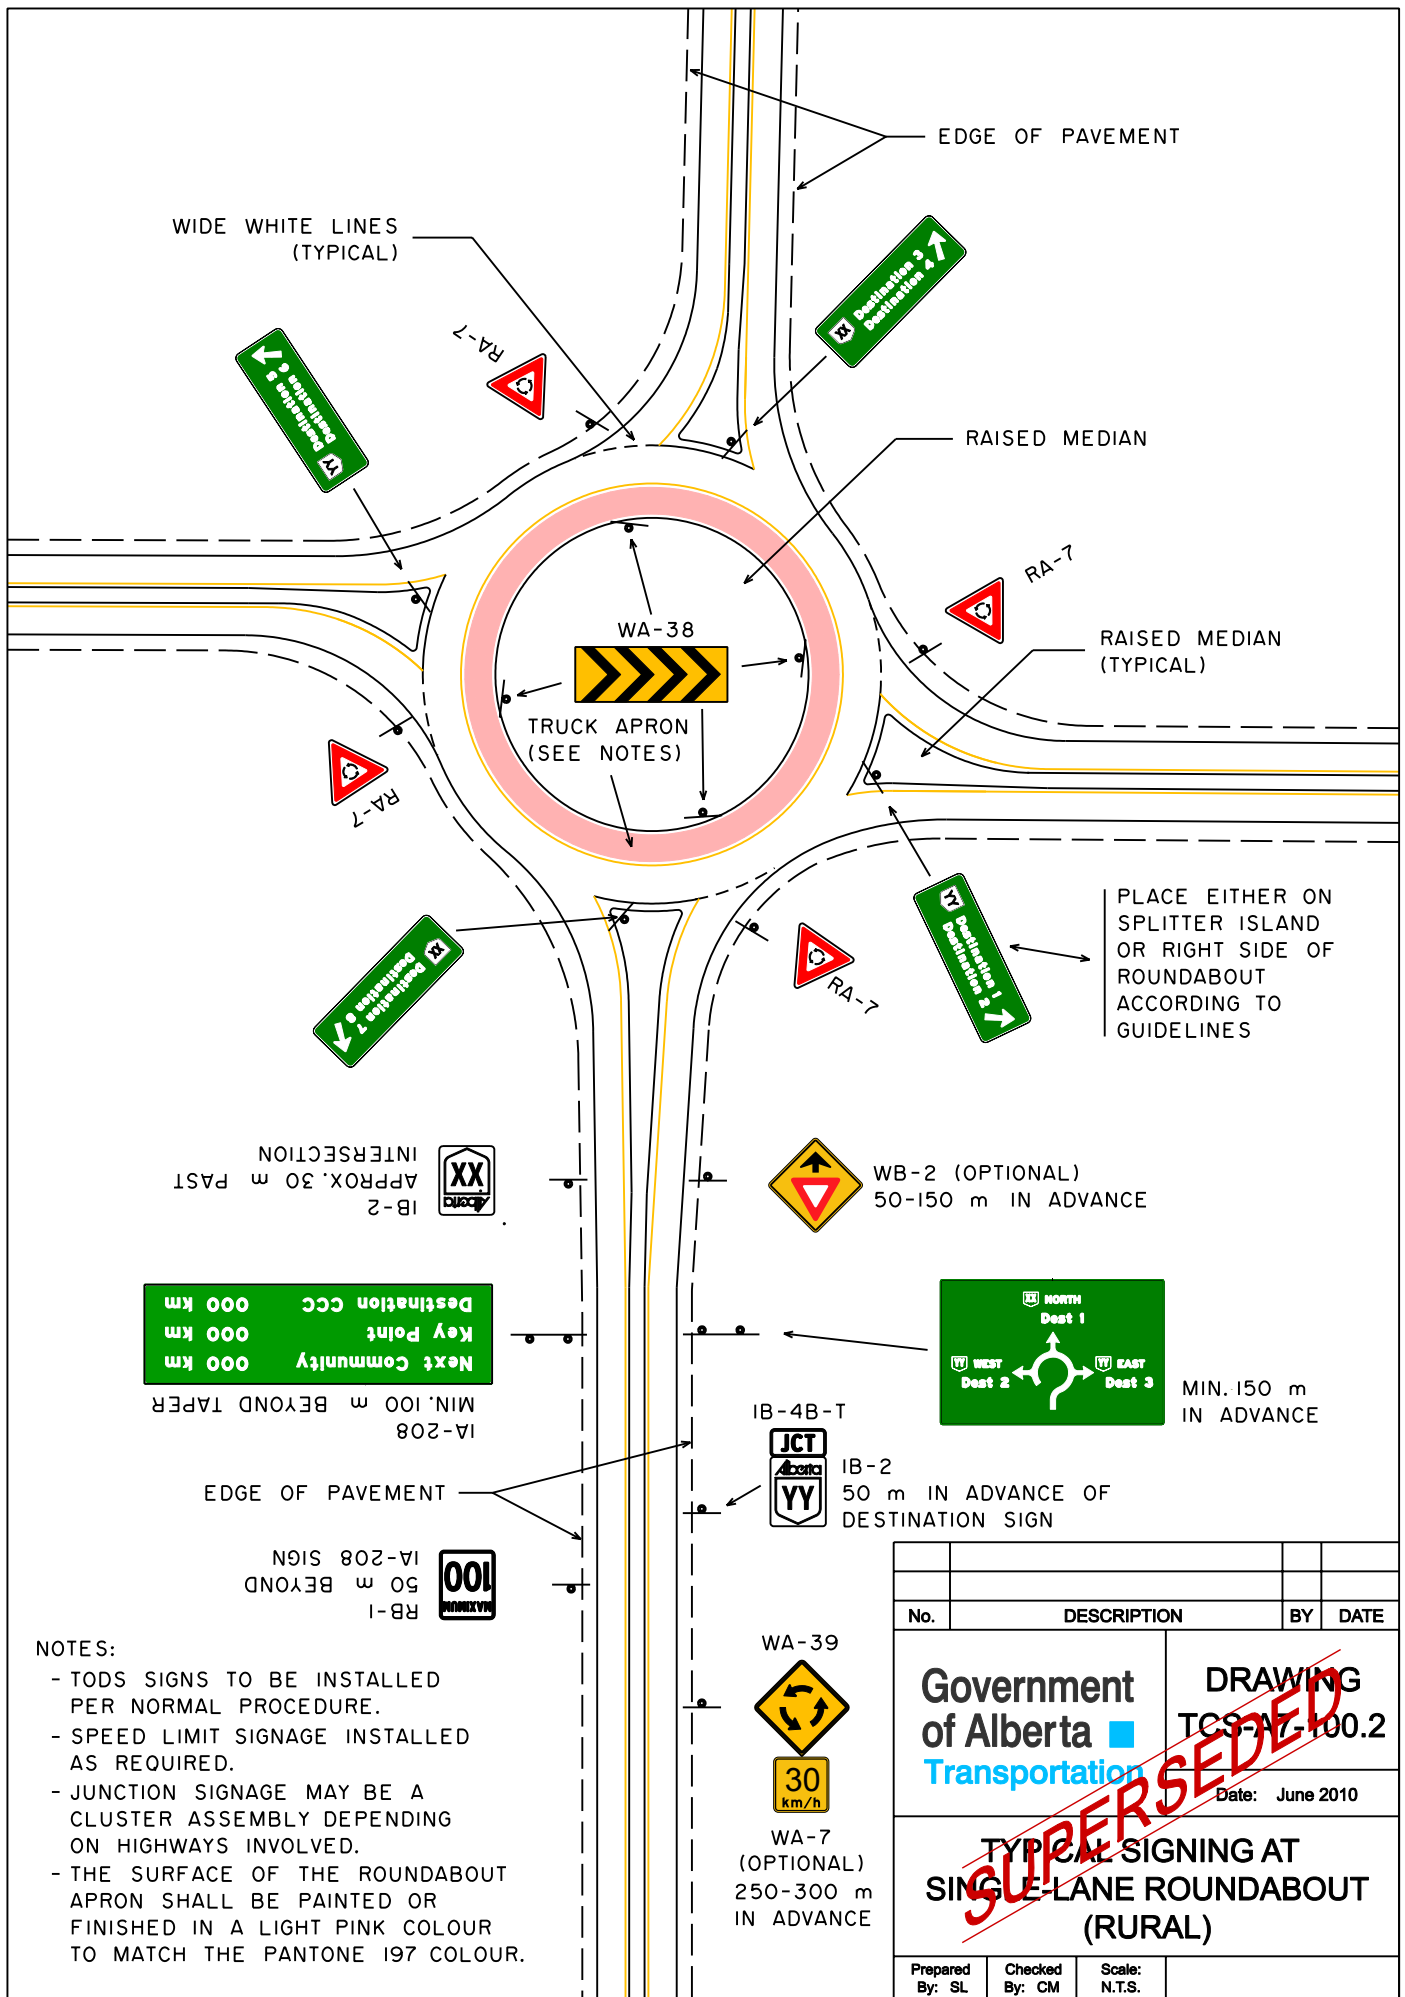 EDGE OF PAVEMENT
WIDE WHITE LINES
(TYPICAL)
XX Destination 3
Destination 4
RA-7
YY Destination 5
Destination 6
RAISED MEDIAN
RA-7
WA-38
RAISED MEDIAN
(TYPICAL)
TRUCK APRON
(SEE NOTES)
RA-7
YY Destination 1
Destination 2
PLACE EITHER ON
SPLITTER ISLAND
OR RIGHT SIDE OF
ROUNDABOUT
ACCORDING TO
GUIDELINES
XX Destination 7
Destination 8
RA-7
IB-2
APPROX. 30 m PAST
INTERSECTION
Alberta
XX
WB-2 (OPTIONAL)
50-150 m IN ADVANCE
IA-208
MIN. 100 m BEYOND TAPER
Next Community 000 km
Key Point 000 km
Destination CCC 000 km
XX NORTH
Dest 1
YY WEST
Dest 2
YY EAST
Dest 3
MIN. 150 m
IN ADVANCE
IB-4B-T
JCT
Alberta
YY
IB-2
50 m IN ADVANCE OF
DESTINATION SIGN
EDGE OF PAVEMENT
RB-1
50 m BEYOND
IA-208 SIGN
MAXIMUM
100
WA-39
30
km/h
WA-7
(OPTIONAL)
250-300 m
IN ADVANCE
NOTES:
- TODS SIGNS TO BE INSTALLED
PER NORMAL PROCEDURE.
- SPEED LIMIT SIGNAGE INSTALLED
AS REQUIRED.
- JUNCTION SIGNAGE MAY BE A
CLUSTER ASSEMBLY DEPENDING
ON HIGHWAYS INVOLVED.
- THE SURFACE OF THE ROUNDABOUT
APRON SHALL BE PAINTED OR
FINISHED IN A LIGHT PINK COLOUR
TO MATCH THE PANTONE 197 COLOUR.
No. DESCRIPTION BY DATE
Government
of Alberta
Transportation
DRAWING
TCS-A7-100.2
Date: June 2010
SUPERSEDED
TYPICAL SIGNING AT
SINGLE-LANE ROUNDABOUT
(RURAL)
Prepared
By: SL
Checked
By: CM
Scale:
N.T.S.